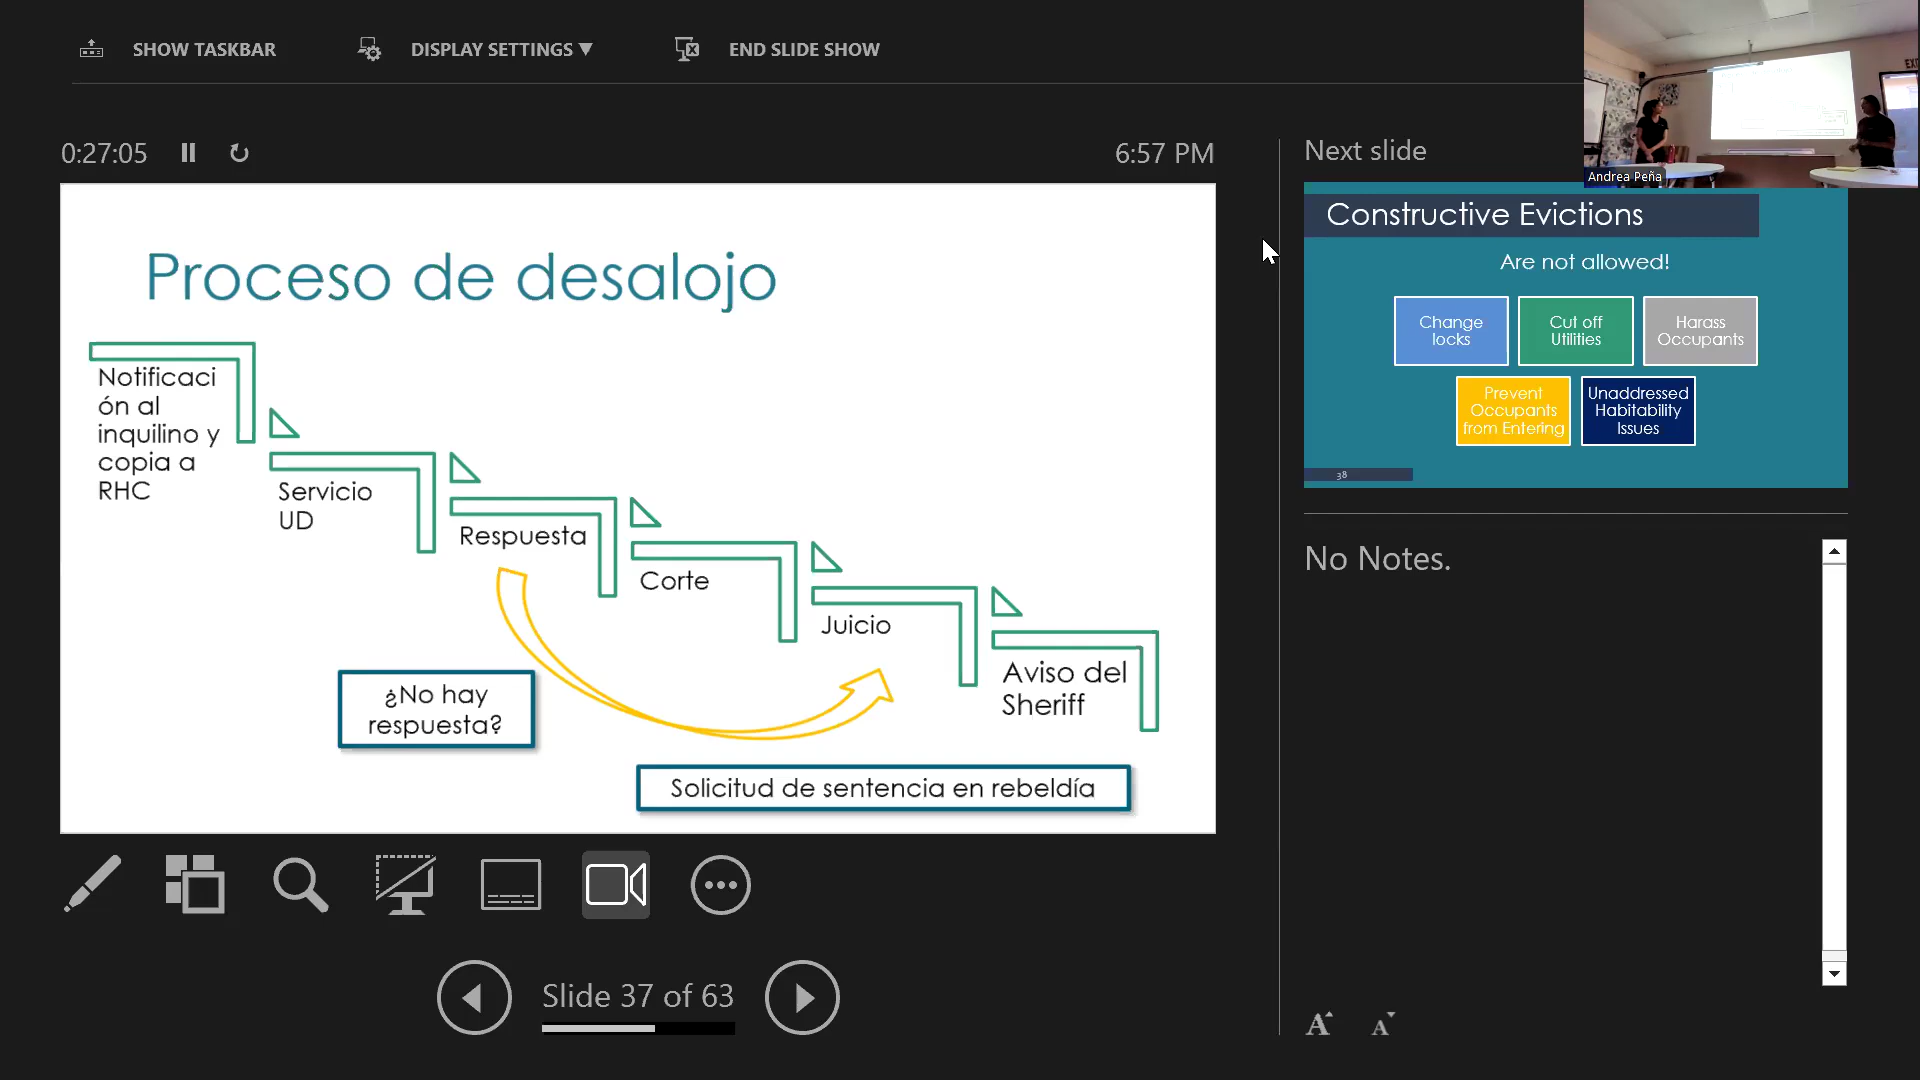 SHOW TASKBAR
DISPLAY SETTINGS ▼
END SLIDE SHOW
0:27:05
6:57 PM
Proceso de desalojo
Notificaci
ón al
inquilino y
copia a
RHC
Servicio
UD
Respuesta
Corte
Juicio
Aviso del
Sheriff
¿No hay
respuesta?
Solicitud de sentencia en rebeldía
Slide 37 of 63
Next slide
Andrea Peña
Constructive Evictions
Are not allowed!
Change
locks
Cut off
Utilities
Harass
Occupants
Prevent
Occupants
from Entering
Unaddressed
Habitability
Issues
38
No Notes.
A
A